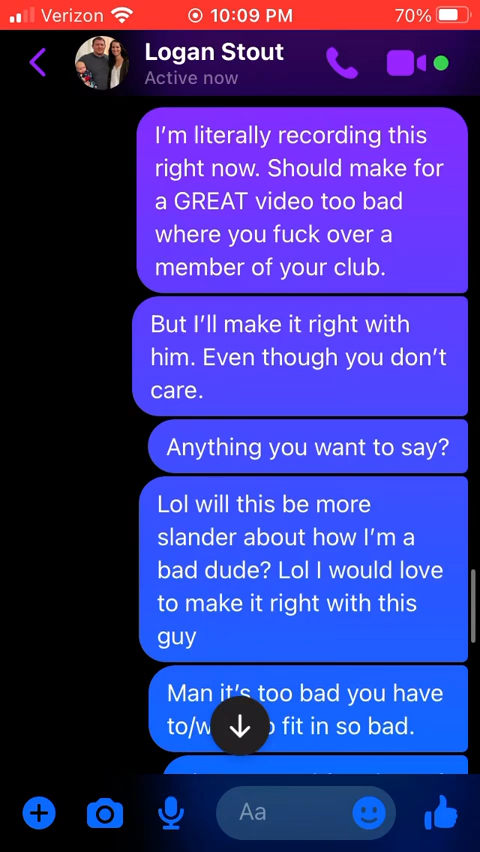 Verizon 10:09 PM 70%
Logan Stout
Active now
I'm literally recording this
right now. Should make for
a GREAT video too bad
where you fuck over a
member of your club.
But I'll make it right with
him. Even though you don't
care.
Anything you want to say?
Lol will this be more
slander about how I'm a
bad dude? Lol I would love
to make it right with this
guy
Man it's too bad you have
to/w fit in so bad.
Aa